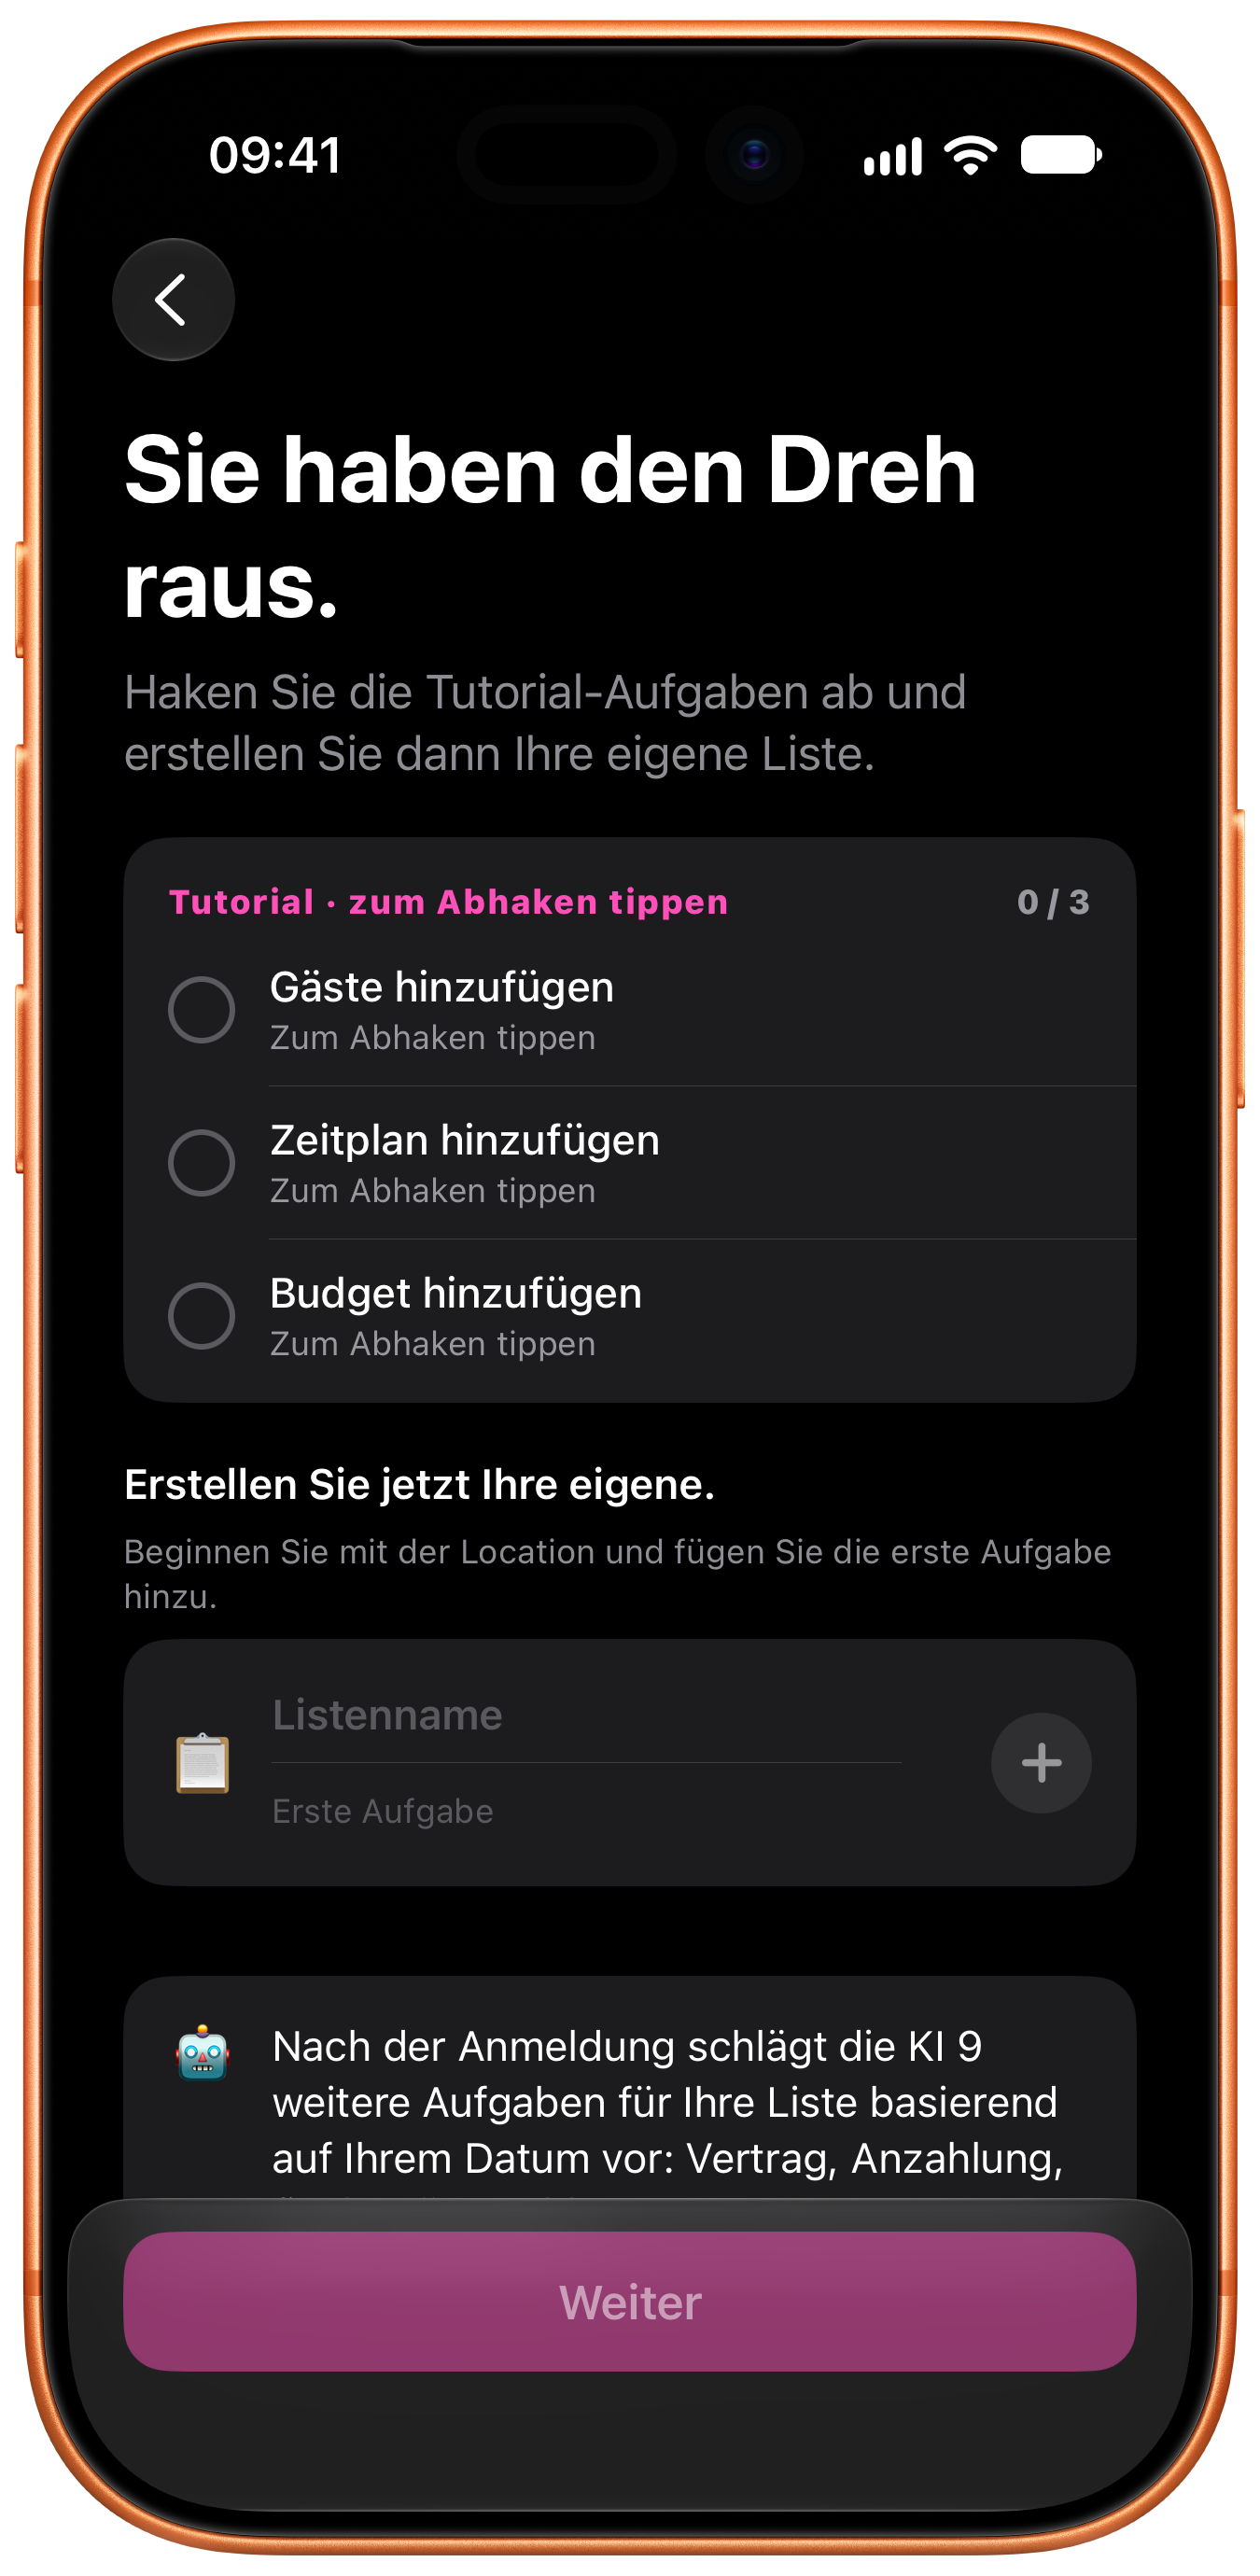 09:41
Sie haben den Dreh
raus.
Haken Sie die Tutorial-Aufgaben ab und
erstellen Sie dann Ihre eigene Liste.
Tutorial · zum Abhaken tippen 0 / 3
Gäste hinzufügen
Zum Abhaken tippen
Zeitplan hinzufügen
Zum Abhaken tippen
Budget hinzufügen
Zum Abhaken tippen
Erstellen Sie jetzt Ihre eigene.
Beginnen Sie mit der Location und fügen Sie die erste Aufgabe
hinzu.
Listenname
Erste Aufgabe
Nach der Anmeldung schlägt die KI 9
weitere Aufgaben für Ihre Liste basierend
auf Ihrem Datum vor: Vertrag, Anzahlung,
Weiter